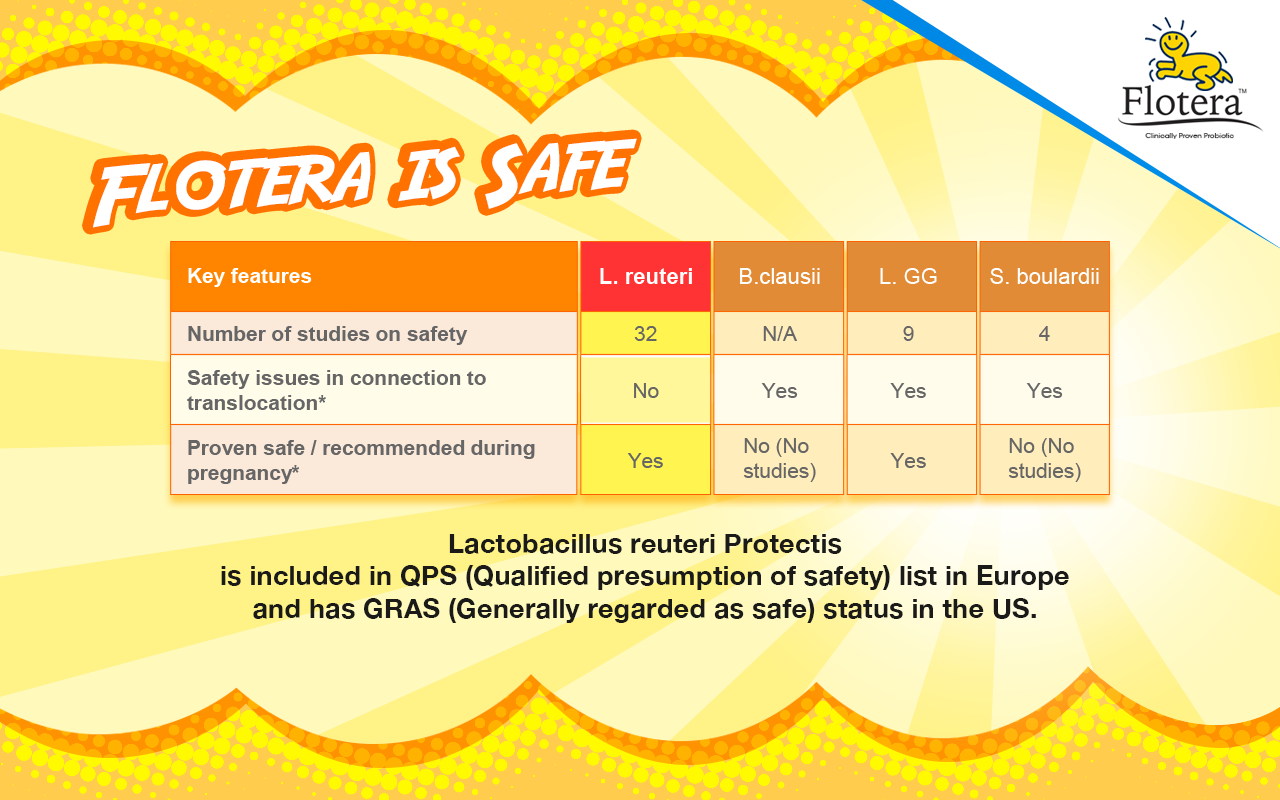 Flotera™
Clinically Proven Probiotic
FLOTERA IS SAFE
Key features L. reuteri B.clausii L. GG S. boulardii
Number of studies on safety 32 N/A 9 4
Safety issues in connection to
translocation* No Yes Yes Yes
Proven safe / recommended during
pregnancy* Yes No (No studies) Yes No (No studies)
Lactobacillus reuteri Protectis
is included in QPS (Qualified presumption of safety) list in Europe
and has GRAS (Generally regarded as safe) status in the US.